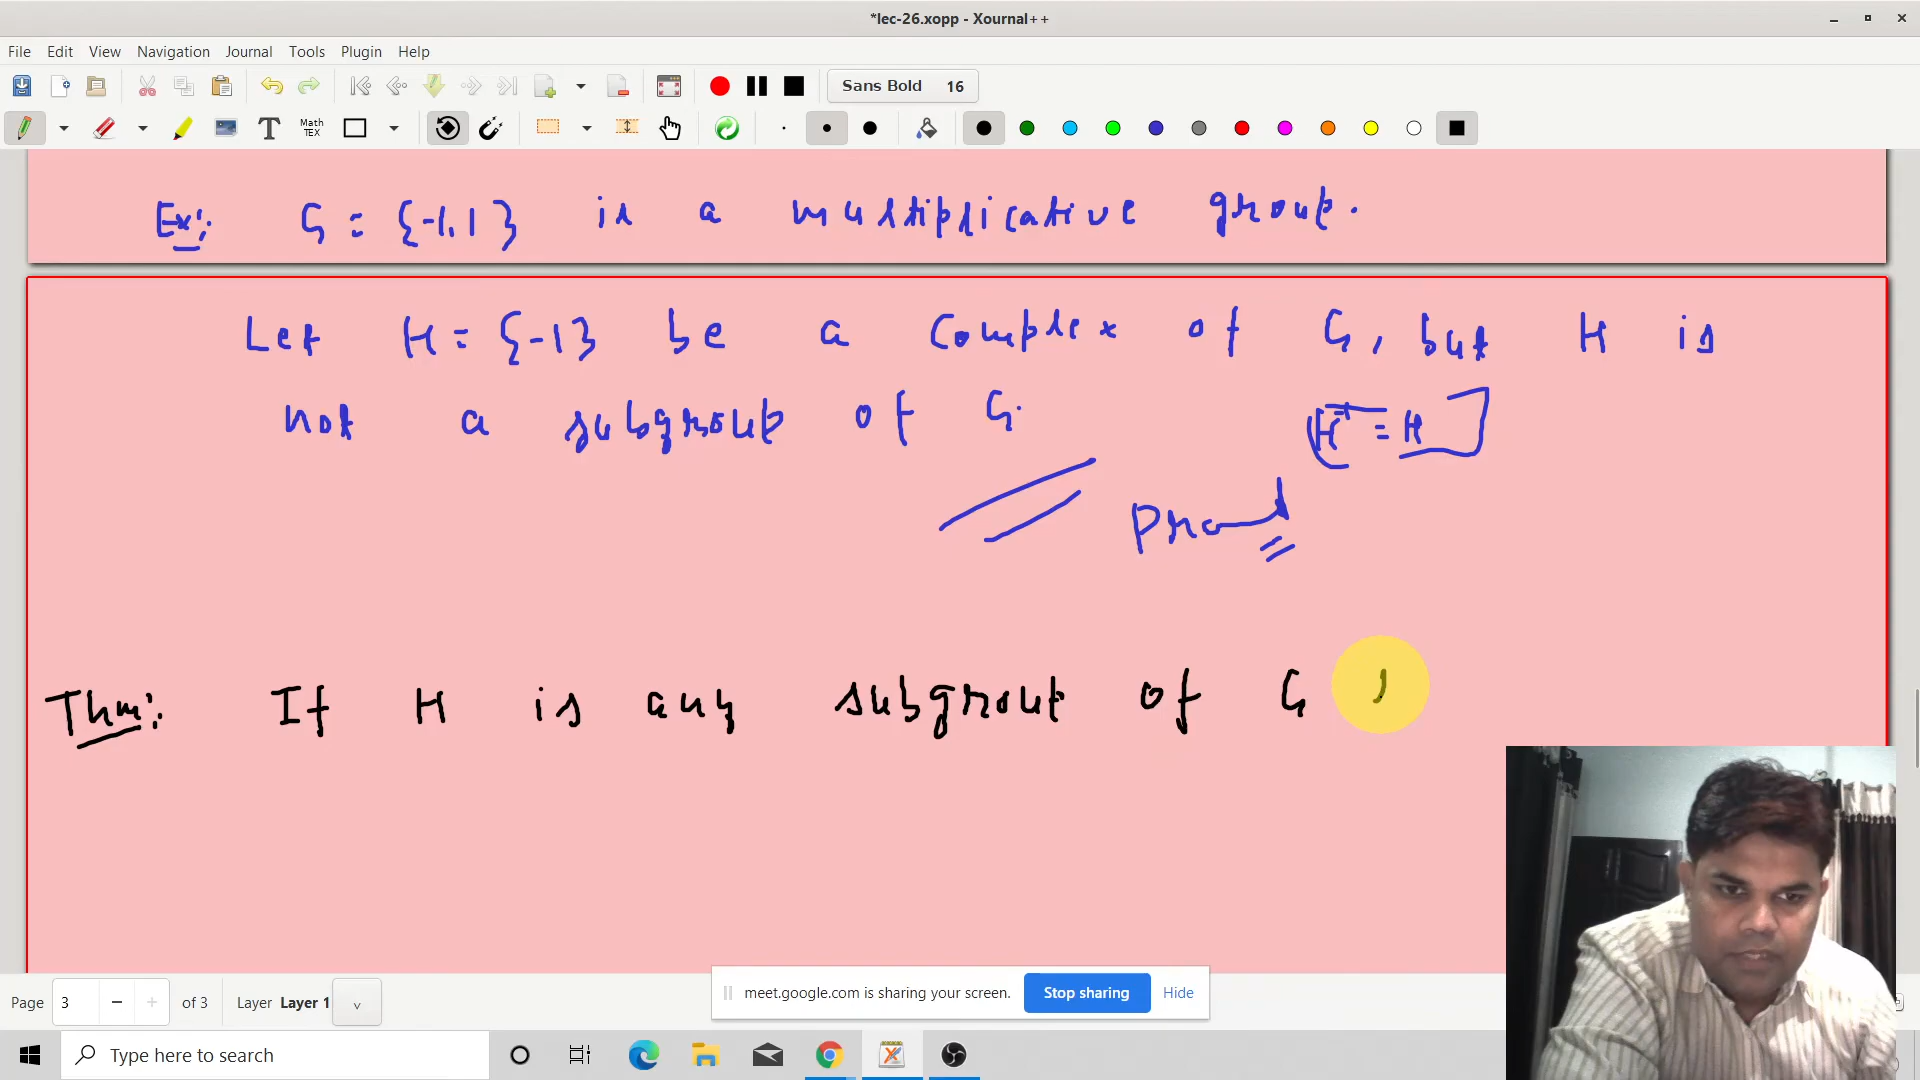 *lec-26.xopp - Xournal++
File Edit View Navigation Journal Tools Plugin Help
Sans Bold 16
Math
TEX
Ex: G = {-1, 1} is a multiplicative group.
Let H = {-1} be a complex of G, but H is
not a subgroup of G.
H⁻¹ = H
Proved
Thm: If H is any subgroup of G,
Page 3 of 3 Layer Layer 1
meet.google.com is sharing your screen. Stop sharing Hide
Type here to search